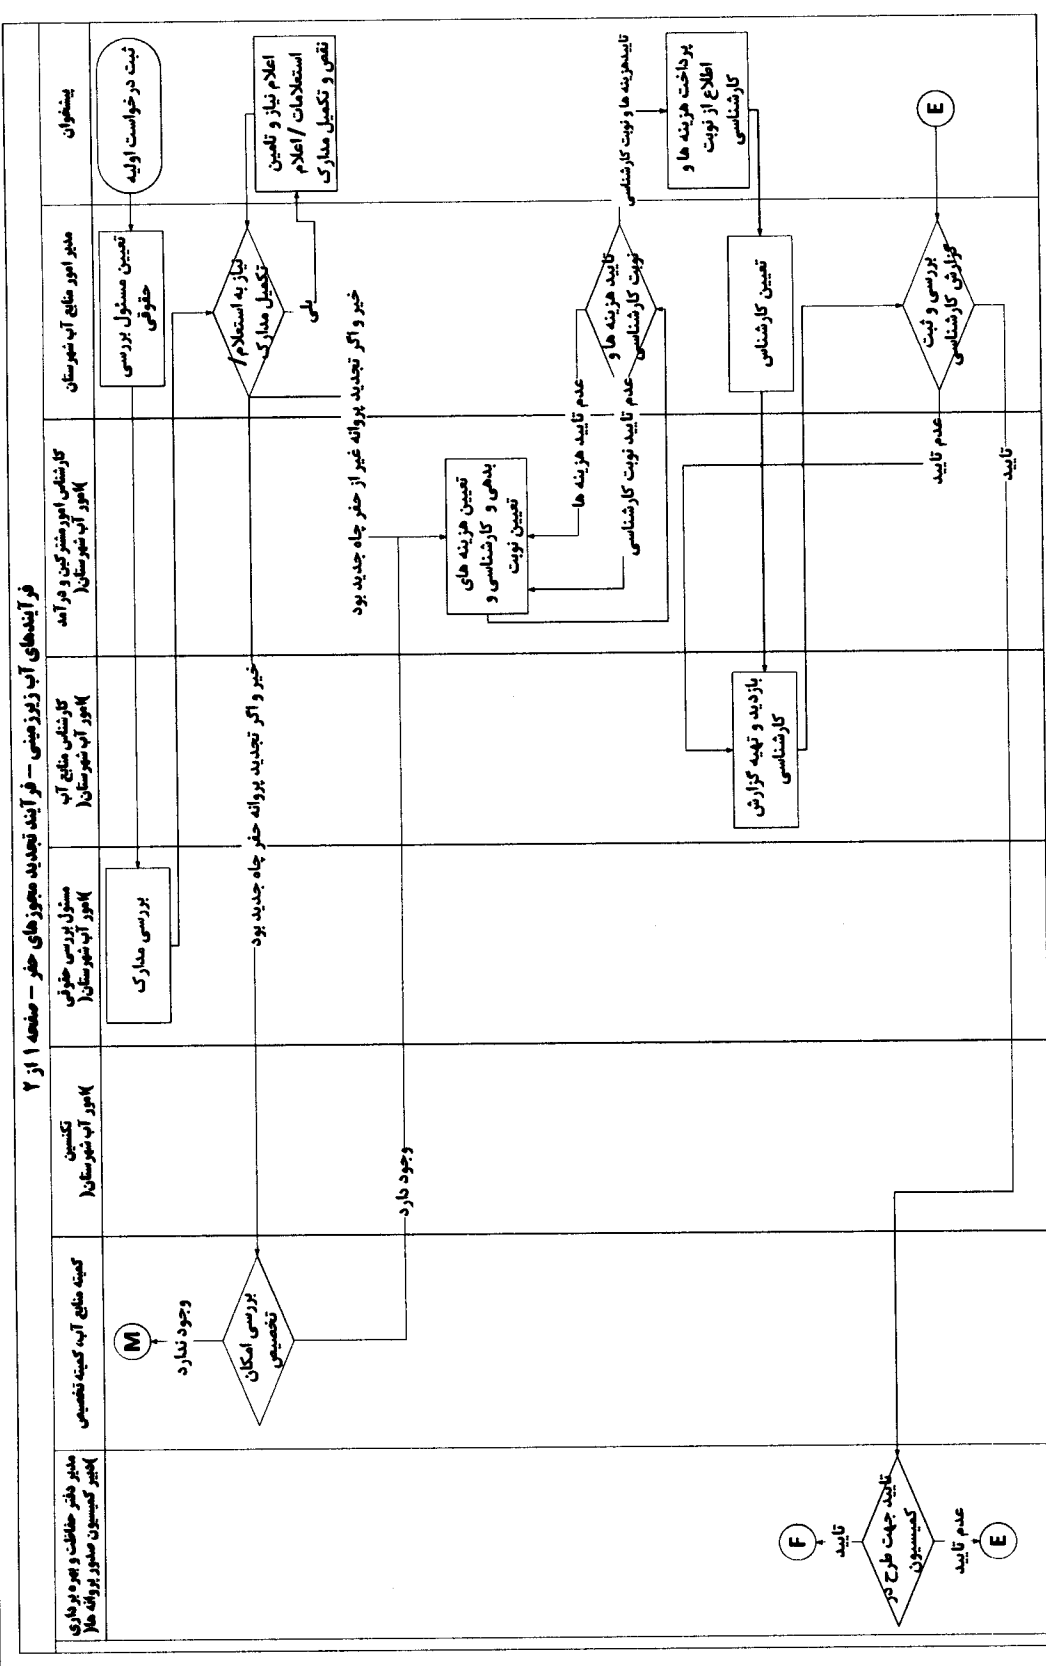 فرآیندهای آب زیرزمینی – فرآیند تجدید مجوزهای حفر – صفحه ۱ از ۲
پیشخوان
ثبت درخواست اولیه
اعلام نیاز و تامین
استعلامات / اعلام
نقص و تکمیل مدارک
تاییدهزینه ها و نوبت کارشناسی
پرداخت هزینه ها و
اطلاع از نوبت
کارشناسی
E
مدیر امور منابع آب شهرستان
تعیین مسئول بررسی
حقوقی
نیاز به استعلام/
تکمیل مدارک
بلی
خیر و اگر تجدید پروانه غیر از حفر چاه جدید بود
خیر و اگر تجدید پروانه حفر چاه جدید بود
تایید هزینه ها و
نوبت کارشناسی
عدم تایید هزینه ها
عدم تایید نوبت کارشناسی
تعیین کارشناس
بررسی و ثبت
گزارش کارشناسی
عدم تایید
تایید
کارشناس امورمشترکین و درآمد
)امور آب شهرستان(
تعیین هزینه های
بدهی و کارشناسی و
تعیین نوبت
کارشناس منابع آب
)امور آب شهرستان(
بازدید و تهیه گزارش
کارشناسی
مسئول بررسی حقوقی
)امور آب شهرستان(
بررسی مدارک
تکنسین
)امور آب شهرستان(
کمیته منابع آب، کمیته تخصیص
M
وجود ندارد
بررسی امکان
تخصیص
وجود دارد
مدیر دفتر حفاظت و بهره برداری
)دبیر کمیسیون صدور پروانه ها(
تایید جهت طرح در
کمیسیون
تایید
F
عدم تایید
E